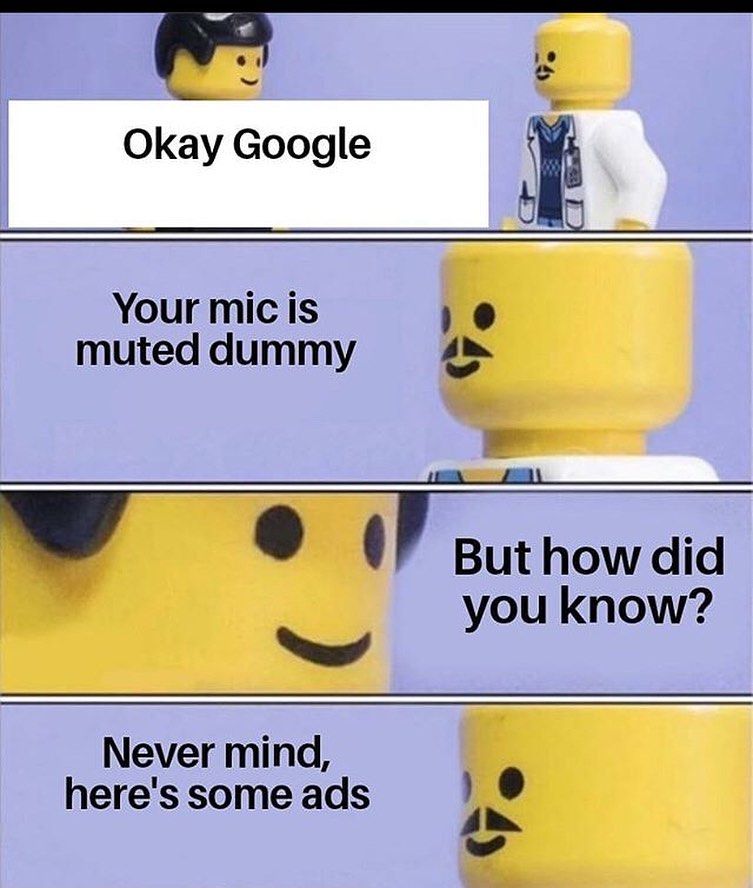 Okay Google
Your mic is
muted dummy
But how did
you know?
Never mind,
here's some ads